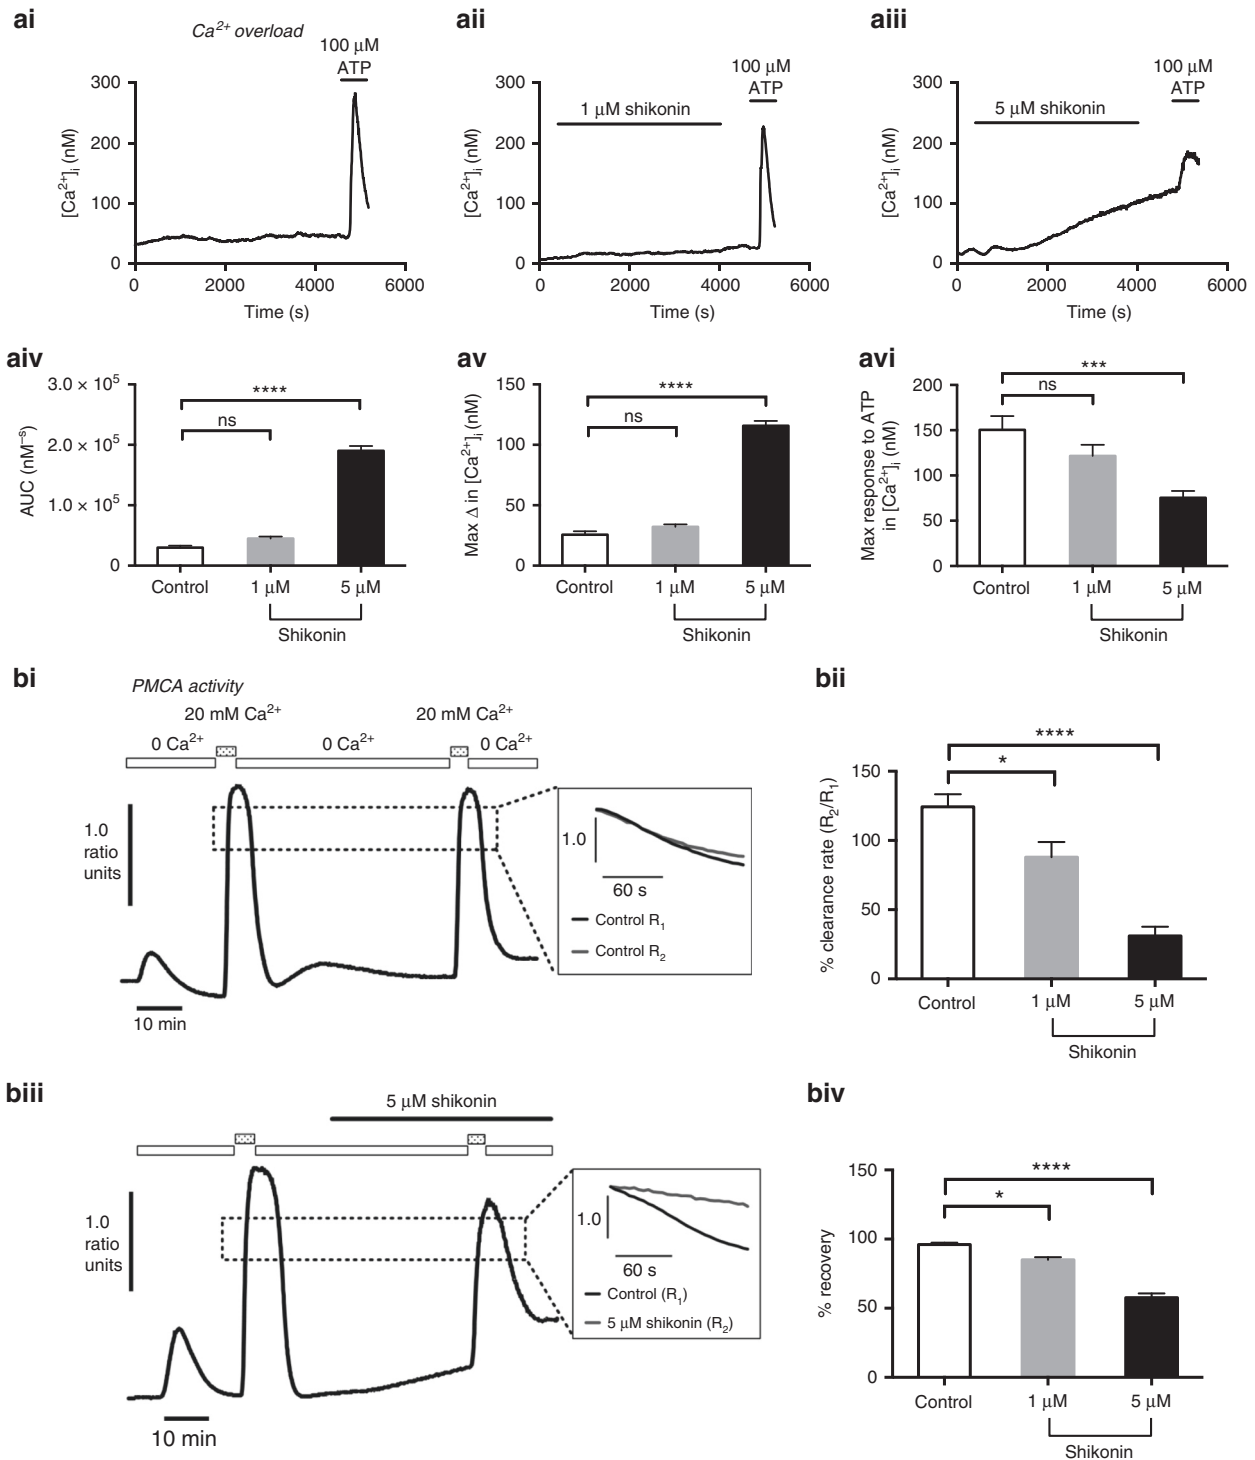 ai
Ca²⁺ overload
100 μM
ATP
300
200
100
0
[Ca²⁺]ᵢ (nM)
0 2000 4000 6000
Time (s)
aii
1 μM shikonin
100 μM
ATP
300
200
100
0
[Ca²⁺]ᵢ (nM)
0 2000 4000 6000
Time (s)
aiii
5 μM shikonin
100 μM
ATP
300
200
100
0
[Ca²⁺]ᵢ (nM)
0 2000 4000 6000
Time (s)
aiv
3.0 × 10⁵
2.0 × 10⁵
1.0 × 10⁵
0
AUC (nM⁻ˢ)
****
ns
Control 1 μM 5 μM
Shikonin
av
150
100
50
0
Max Δ in [Ca²⁺]ᵢ (nM)
****
ns
Control 1 μM 5 μM
Shikonin
avi
200
150
100
50
0
Max response to ATP
in [Ca²⁺]ᵢ (nM)
***
ns
Control 1 μM 5 μM
Shikonin
bi
PMCA activity
20 mM Ca²⁺ 20 mM Ca²⁺
0 Ca²⁺ 0 Ca²⁺ 0 Ca²⁺
1.0
ratio
units
10 min
1.0
60 s
Control R₁
Control R₂
bii
150
100
50
0
% clearance rate (R₂/R₁)
****
*
Control 1 μM 5 μM
Shikonin
biii
5 μM shikonin
1.0
ratio
units
10 min
1.0
60 s
Control (R₁)
5 μM shikonin (R₂)
biv
150
100
50
0
% recovery
****
*
Control 1 μM 5 μM
Shikonin